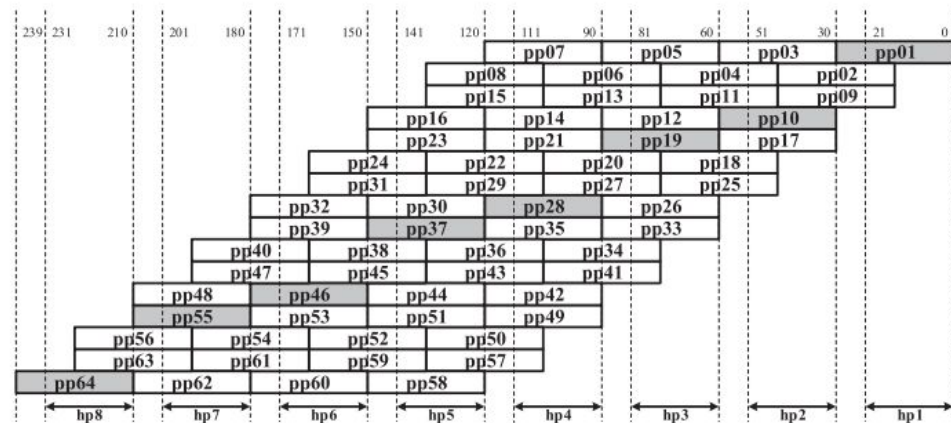 239 231 210 201 180 171 150 141 120 111 90 81 60 51 30 21 0
pp07 pp05 pp03 pp01
pp08 pp06 pp04 pp02
pp15 pp13 pp11 pp09
pp16 pp14 pp12 pp10
pp23 pp21 pp19 pp17
pp24 pp22 pp20 pp18
pp31 pp29 pp27 pp25
pp32 pp30 pp28 pp26
pp39 pp37 pp35 pp33
pp40 pp38 pp36 pp34
pp47 pp45 pp43 pp41
pp48 pp46 pp44 pp42
pp55 pp53 pp51 pp49
pp56 pp54 pp52 pp50
pp63 pp61 pp59 pp57
pp64 pp62 pp60 pp58
hp8 hp7 hp6 hp5 hp4 hp3 hp2 hp1